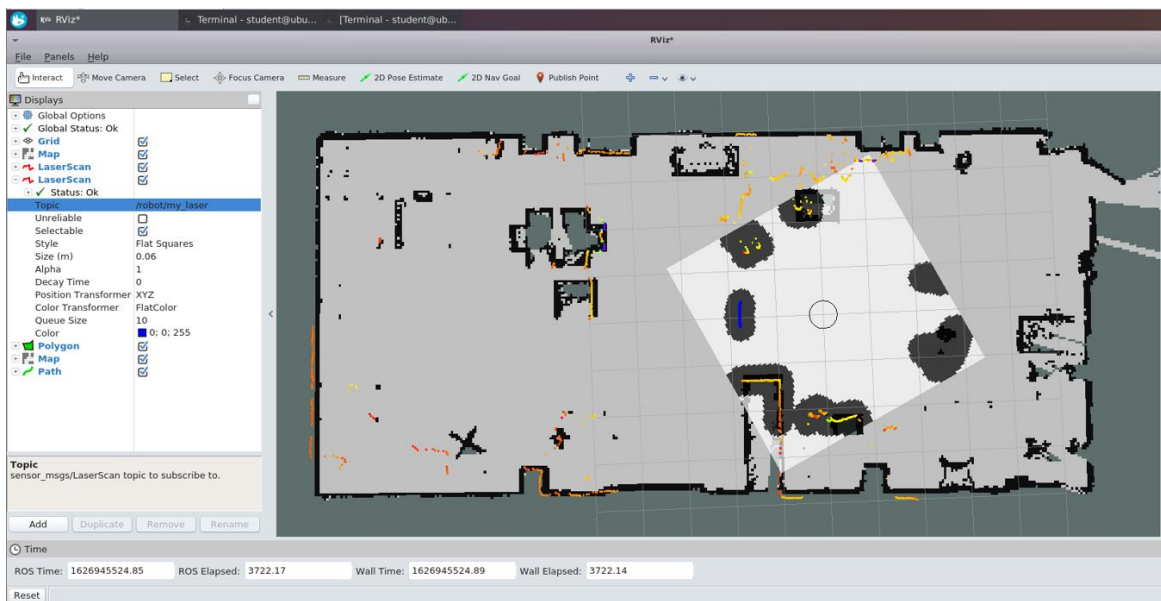 RViz* Terminal - student@ubu... [Terminal - student@ub...
RViz*
File Panels Help
Interact Move Camera Select Focus Camera Measure 2D Pose Estimate 2D Nav Goal Publish Point
Displays
Global Options
Global Status: Ok
Grid
Map
LaserScan
LaserScan
Status: Ok
Topic /robot/my_laser
Unreliable
Selectable
Style Flat Squares
Size (m) 0.06
Alpha 1
Decay Time 0
Position Transformer XYZ
Color Transformer FlatColor
Queue Size 10
Color 0; 0; 255
Polygon
Map
Path
Topic
sensor_msgs/LaserScan topic to subscribe to.
Add Duplicate Remove Rename
Time
ROS Time: 1626945524.85 ROS Elapsed: 3722.17 Wall Time: 1626945524.89 Wall Elapsed: 3722.14
Reset